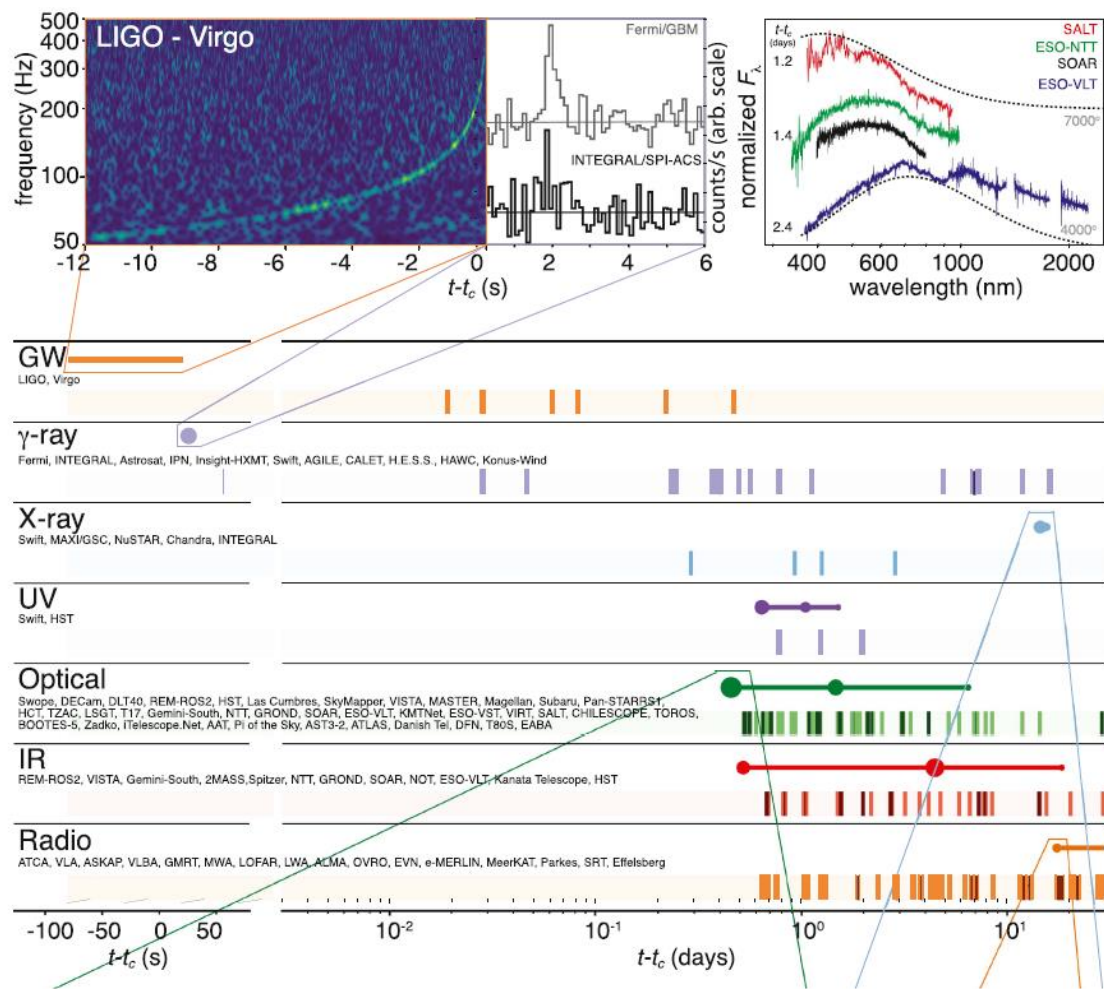 500
400
300
200
100
50
frequency (Hz)
LIGO - Virgo
-12
-10
-8
-6
-4
-2
0
2
4
6
t-tc (s)
Fermi/GBM
INTEGRAL/SPI-ACS
counts/s (arb. scale)
normalized Fλ
t-tc
(days)
1.2
1.4
2.4
SALT
ESO-NTT
SOAR
ESO-VLT
7000°
4000°
400
600
1000
2000
wavelength (nm)
GW
LIGO, Virgo
γ-ray
Fermi, INTEGRAL, Astrosat, IPN, Insight-HXMT, Swift, AGILE, CALET, H.E.S.S., HAWC, Konus-Wind
X-ray
Swift, MAXI/GSC, NuSTAR, Chandra, INTEGRAL
UV
Swift, HST
Optical
Swope, DECam, DLT40, REM-ROS2, HST, Las Cumbres, SkyMapper, VISTA, MASTER, Magellan, Subaru, Pan-STARRS1,
HCT, TZAC, LSGT, T17, Gemini-South, NTT, GROND, SOAR, ESO-VLT, KMTNet, ESO-VST, VIRT, SALT, CHILESCOPE, TOROS,
BOOTES-5, Zadko, iTelescope.Net, AAT, Pi of the Sky, AST3-2, ATLAS, Danish Tel, DFN, T80S, EABA
IR
REM-ROS2, VISTA, Gemini-South, 2MASS,Spitzer, NTT, GROND, SOAR, NOT, ESO-VLT, Kanata Telescope, HST
Radio
ATCA, VLA, ASKAP, VLBA, GMRT, MWA, LOFAR, LWA, ALMA, OVRO, EVN, e-MERLIN, MeerKAT, Parkes, SRT, Effelsberg
-100
-50
0
50
10⁻²
10⁻¹
10⁰
10¹
t-tc (s)
t-tc (days)